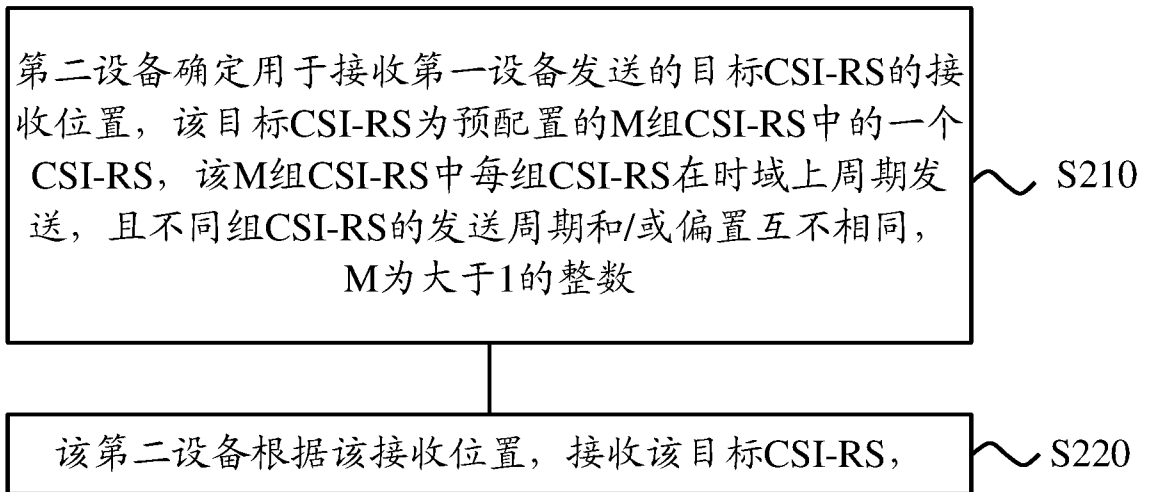 第二设备确定用于接收第一设备发送的目标CSI-RS的接
收位置，该目标CSI-RS为预配置的M组CSI-RS中的一个
CSI-RS，该M组CSI-RS中每组CSI-RS在时域上周期发
送，且不同组CSI-RS的发送周期和/或偏置互不相同，
M为大于1的整数
S210
该第二设备根据该接收位置，接收该目标CSI-RS，
S220